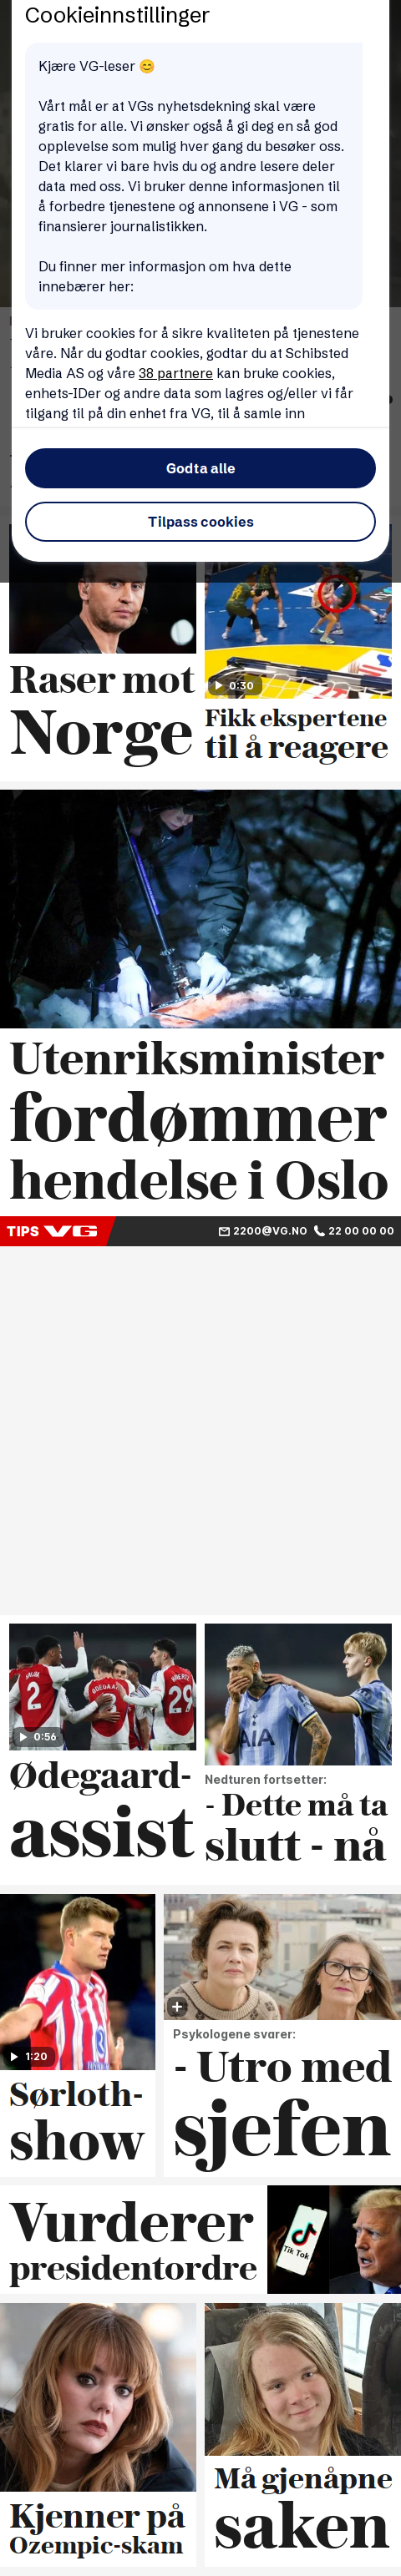 Cookieinnstillinger
Kjære VG-leser 😊
Vårt mål er at VGs nyhetsdekning skal være
gratis for alle. Vi ønsker også å gi deg en så god
opplevelse som mulig hver gang du besøker oss.
Det klarer vi bare hvis du og andre lesere deler
data med oss. Vi bruker denne informasjonen til
å forbedre tjenestene og annonsene i VG - som
finansierer journalistikken.
Du finner mer informasjon om hva dette
innebærer her:
Vi bruker cookies for å sikre kvaliteten på tjenestene
våre. Når du godtar cookies, godtar du at Schibsted
Media AS og våre 38 partnere kan bruke cookies,
enhets-IDer og andre data som lagres og/eller vi får
tilgang til på din enhet fra VG, til å samle inn
Godta alle
Tilpass cookies
Raser mot
Norge
0:30
Fikk ekspertene
til å reagere
Utenriksminister
fordømmer
hendelse i Oslo
TIPS VG 2200@VG.NO 22 00 00 00
0:56
Ødegaard-
assist
Nedturen fortsetter:
- Dette må ta
slutt - nå
1:20
Sørloth-
show
Psykologene svarer:
- Utro med
sjefen
Vurderer
presidentordre
Tik Tok
Kjenner på
Ozempic-skam
Må gjenåpne
saken